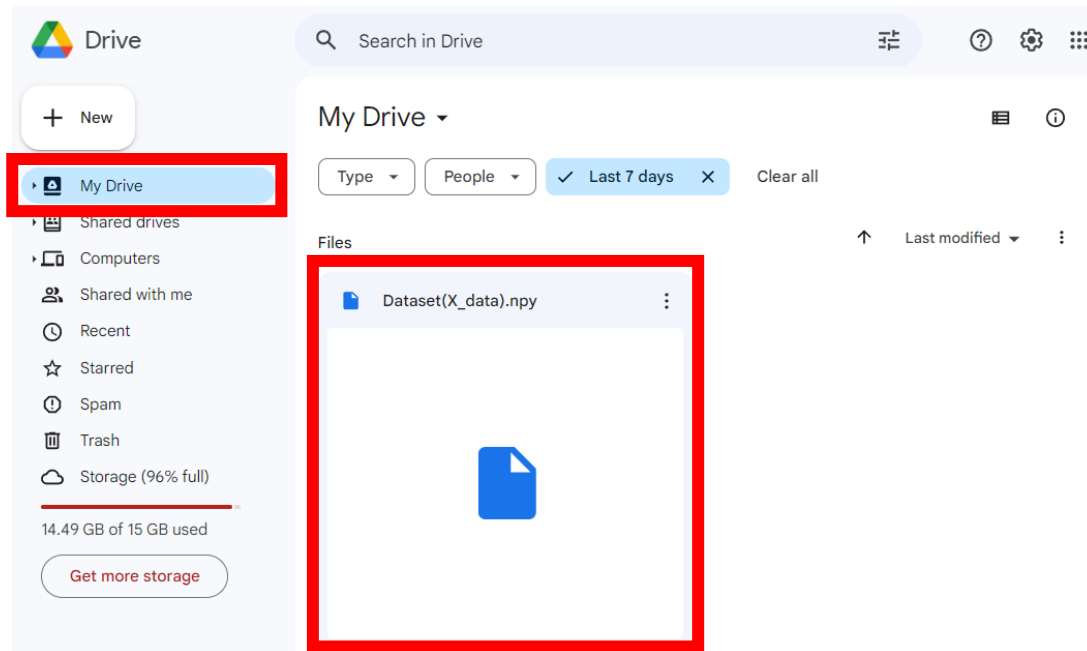 Drive
Search in Drive
New
My Drive
Shared drives
Computers
Shared with me
Recent
Starred
Spam
Trash
Storage (96% full)
14.49 GB of 15 GB used
Get more storage
My Drive
Type
People
Last 7 days
Clear all
Files
Last modified
Dataset(X_data).npy